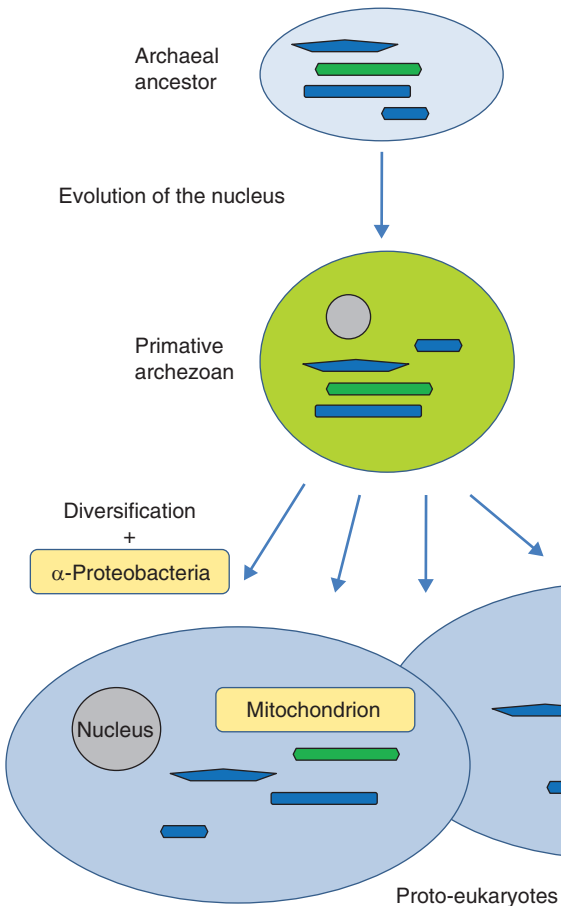 Archaeal
ancestor
Evolution of the nucleus
Primative
archezoan
Diversification
+
α-Proteobacteria
Nucleus
Mitochondrion
Proto-eukaryotes